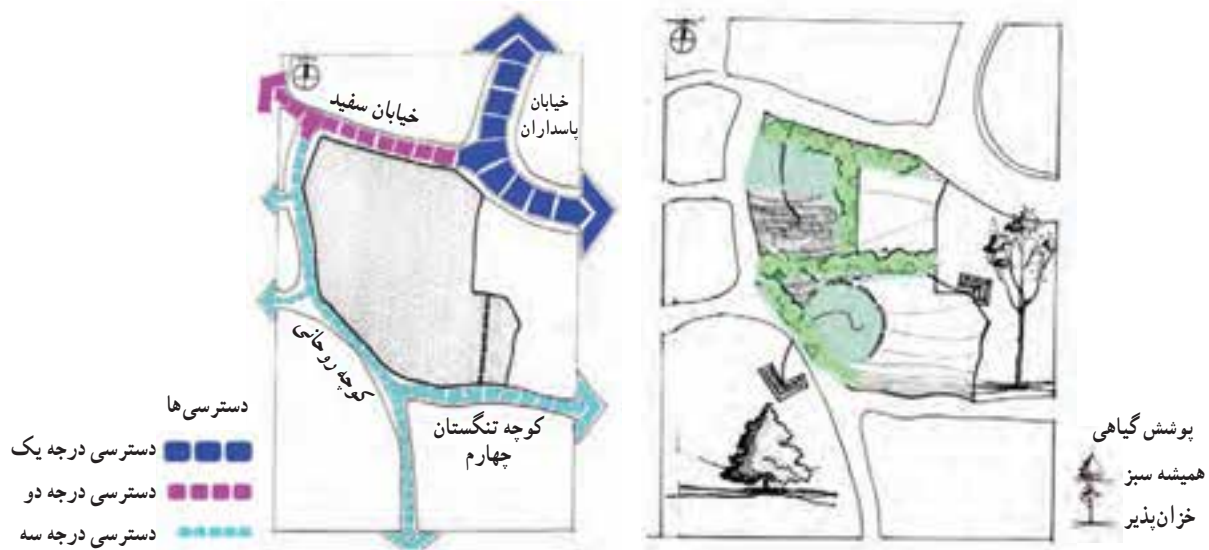 خیابان سفید
خیابان
پاسداران
کوچه روحانی
کوچه تنگستان
چهارم
دسترسی‌ها
دسترسی درجه یک
دسترسی درجه دو
دسترسی درجه سه
پوشش گیاهی
همیشه سبز
خزان‌پذیر